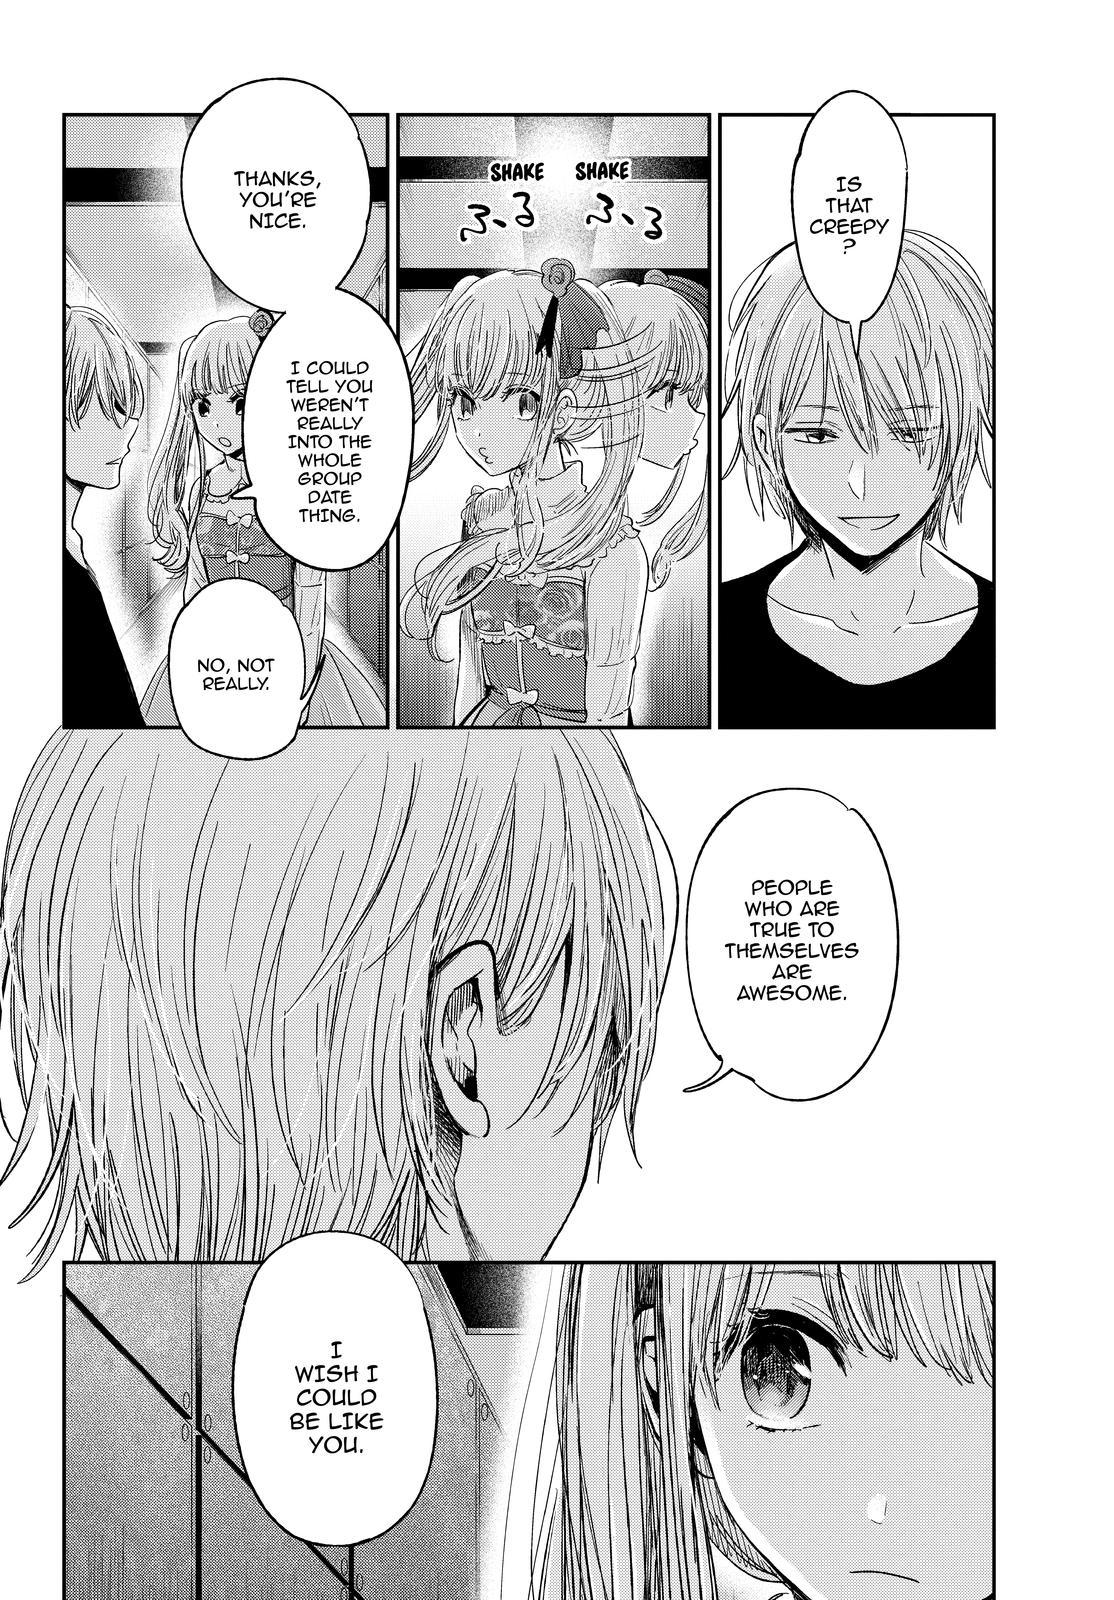 IS
THAT
CREEPY
?
SHAKE
SHAKE
ふる
ふる
THANKS,
YOU'RE
NICE.
I COULD
TELL YOU
WEREN'T
REALLY
INTO THE
WHOLE
GROUP
DATE
THING.
NO, NOT
REALLY.
PEOPLE
WHO ARE
TRUE TO
THEMSELVES
ARE
AWESOME.
I
WISH I
COULD
BE LIKE
YOU.